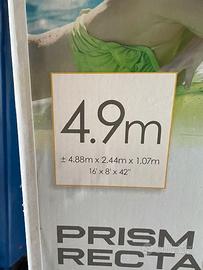 4.9m
± 4.88m x 2.44m x 1.07m
16' x 8' x 42"
PRISM
RECTA